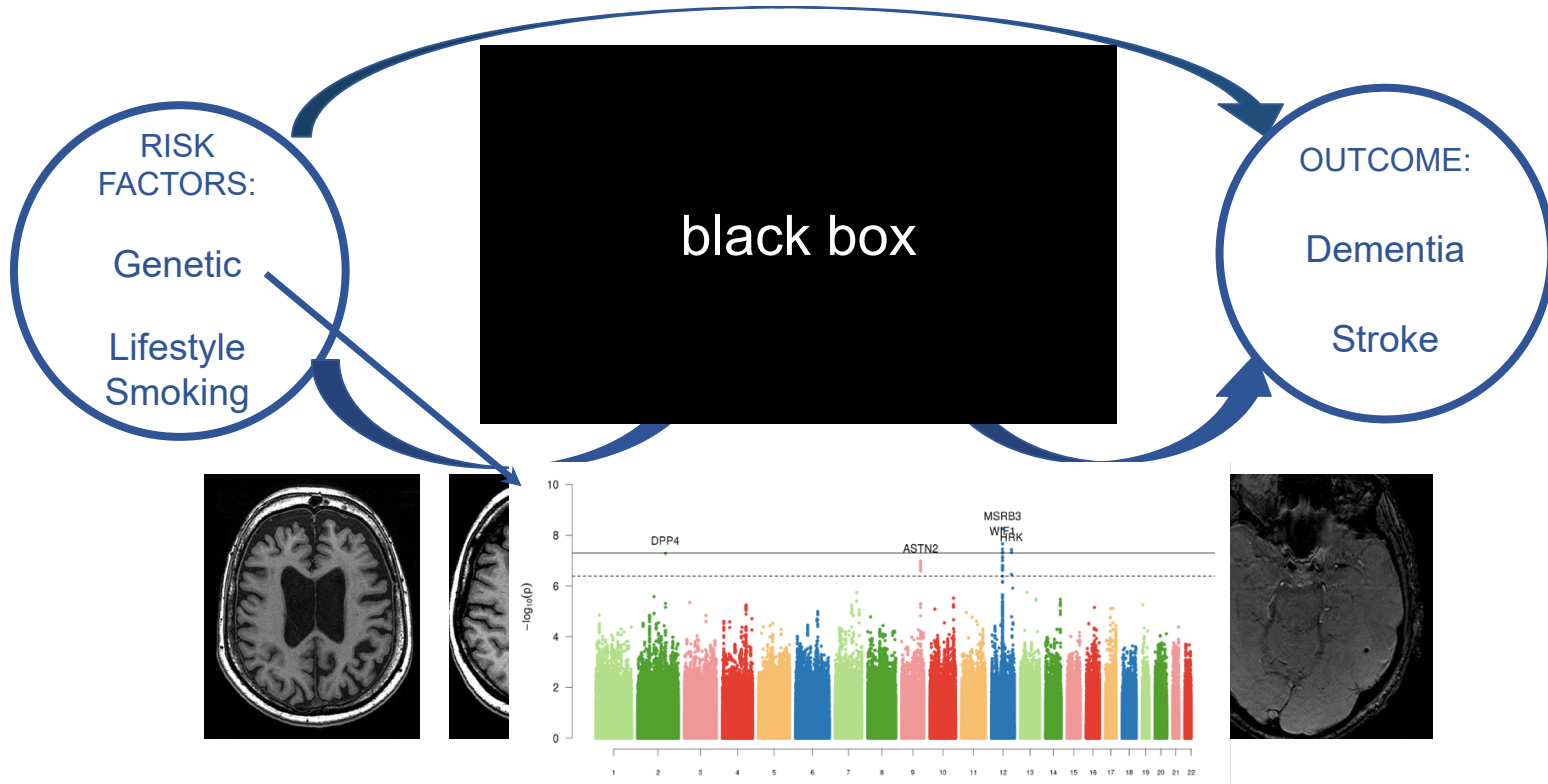 RISK
FACTORS:
Genetic
Lifestyle
Smoking
black box
OUTCOME:
Dementia
Stroke
10
8
6
4
2
0
−log10(p)
DPP4
ASTN2
MSRB3
WIF1
HRK
1 2 3 4 5 6 7 8 9 10 11 12 13 14 15 16 17 18 19 20 21 22